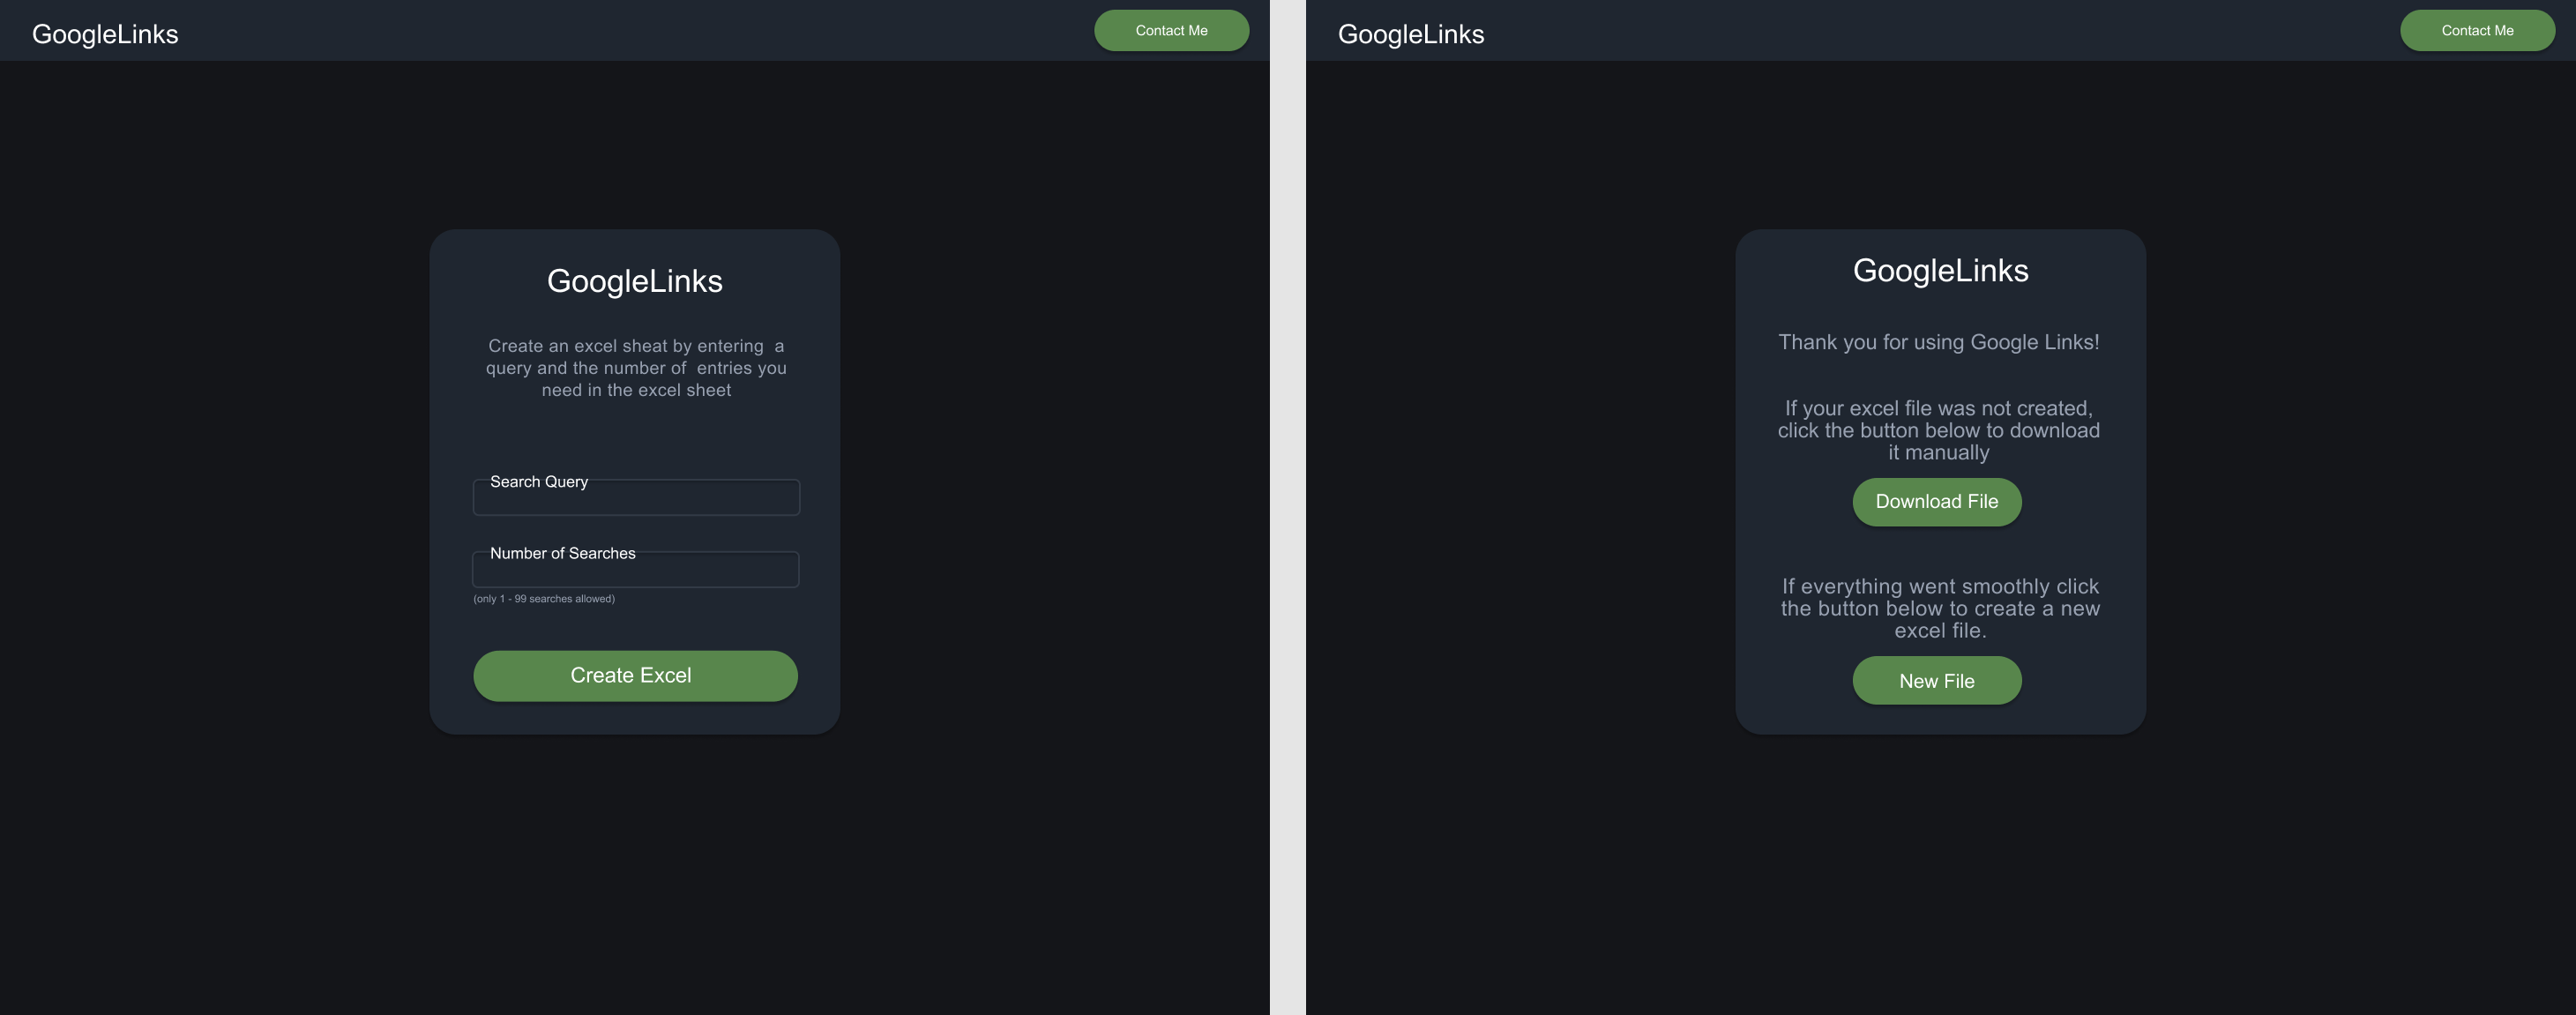 GoogleLinks
Contact Me
GoogleLinks
Create an excel sheat by entering  a
query and the number of  entries you
need in the excel sheet
Search Query
Number of Searches
(only 1 - 99 searches allowed)
Create Excel
GoogleLinks
Contact Me
GoogleLinks
Thank you for using Google Links!
If your excel file was not created,
click the button below to download
it manually
Download File
If everything went smoothly click
the button below to create a new
excel file.
New File